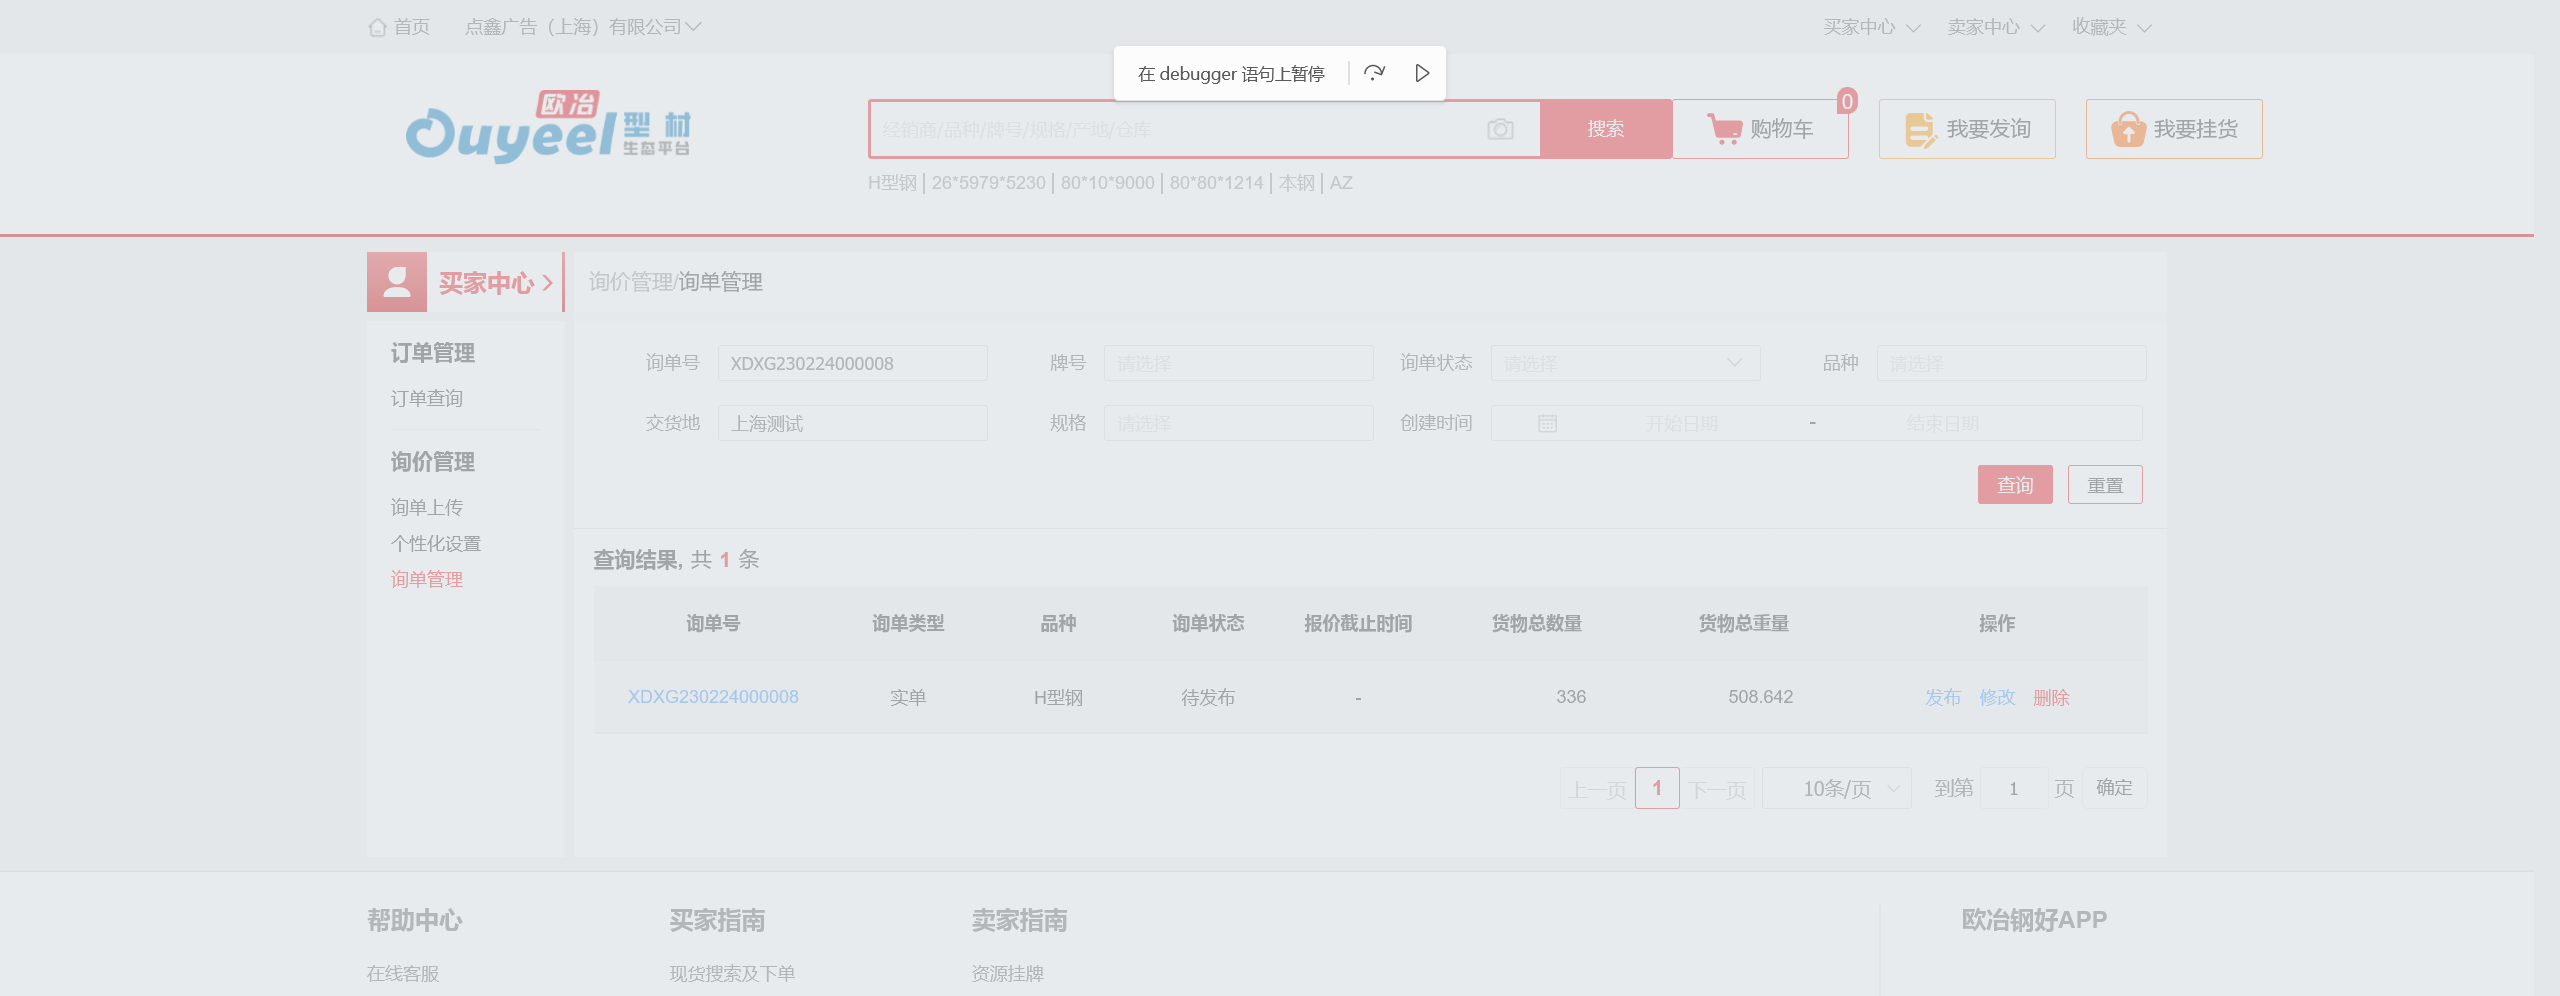 首页 点鑫广告（上海）有限公司 买家中心 卖家中心 收藏夹
在 debugger 语句上暂停
欧冶 Ouyeel 型材 生态平台
经销商/品种/牌号/规格/产地/仓库 搜索 购物车 0 我要发询 我要挂货
H型钢 | 26*5979*5230 | 80*10*9000 | 80*80*1214 | 本钢 | AZ
买家中心 询价管理/询单管理
订单管理
订单查询
询价管理
询单上传
个性化设置
询单管理
询单号 XDXG230224000008 牌号 请选择 询单状态 请选择 品种 请选择
交货地 上海测试 规格 请选择 创建时间 开始日期 - 结束日期
查询 重置
查询结果, 共 1 条
询单号 询单类型 品种 询单状态 报价截止时间 货物总数量 货物总重量 操作
XDXG230224000008 实单 H型钢 待发布 - 336 508.642 发布 修改 删除
上一页 1 下一页 10条/页 到第 1 页 确定
帮助中心 买家指南 卖家指南 欧冶钢好APP
在线客服 现货搜索及下单 资源挂牌